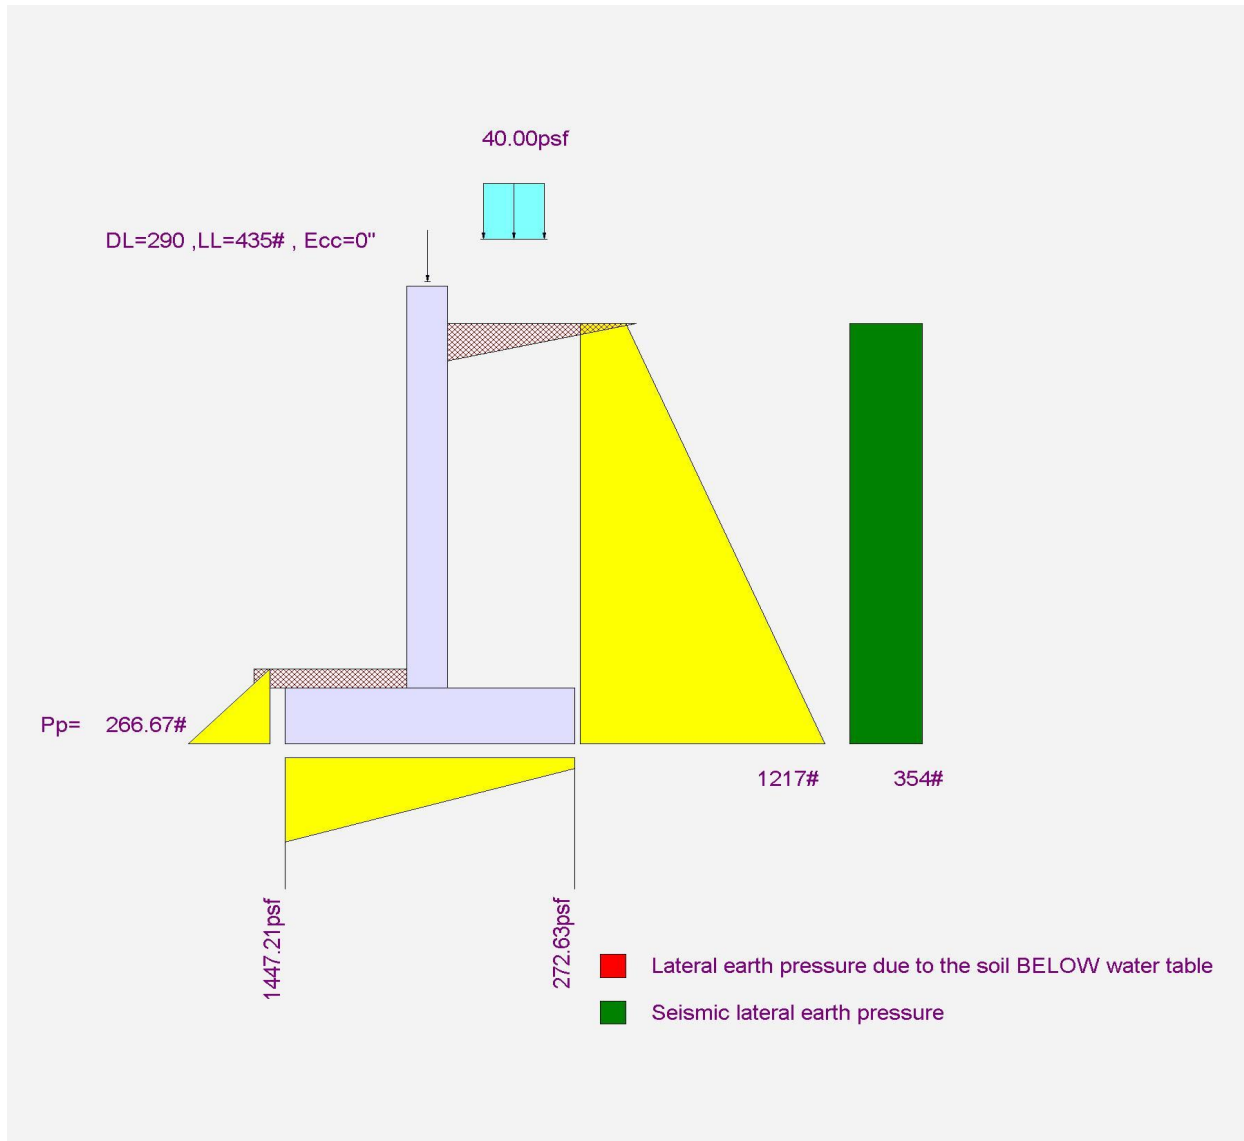 40.00psf
DL=290 ,LL=435# , Ecc=0"
Pp= 266.67#
1217#
354#
1447.21psf
272.63psf
Lateral earth pressure due to the soil BELOW water table
Seismic lateral earth pressure